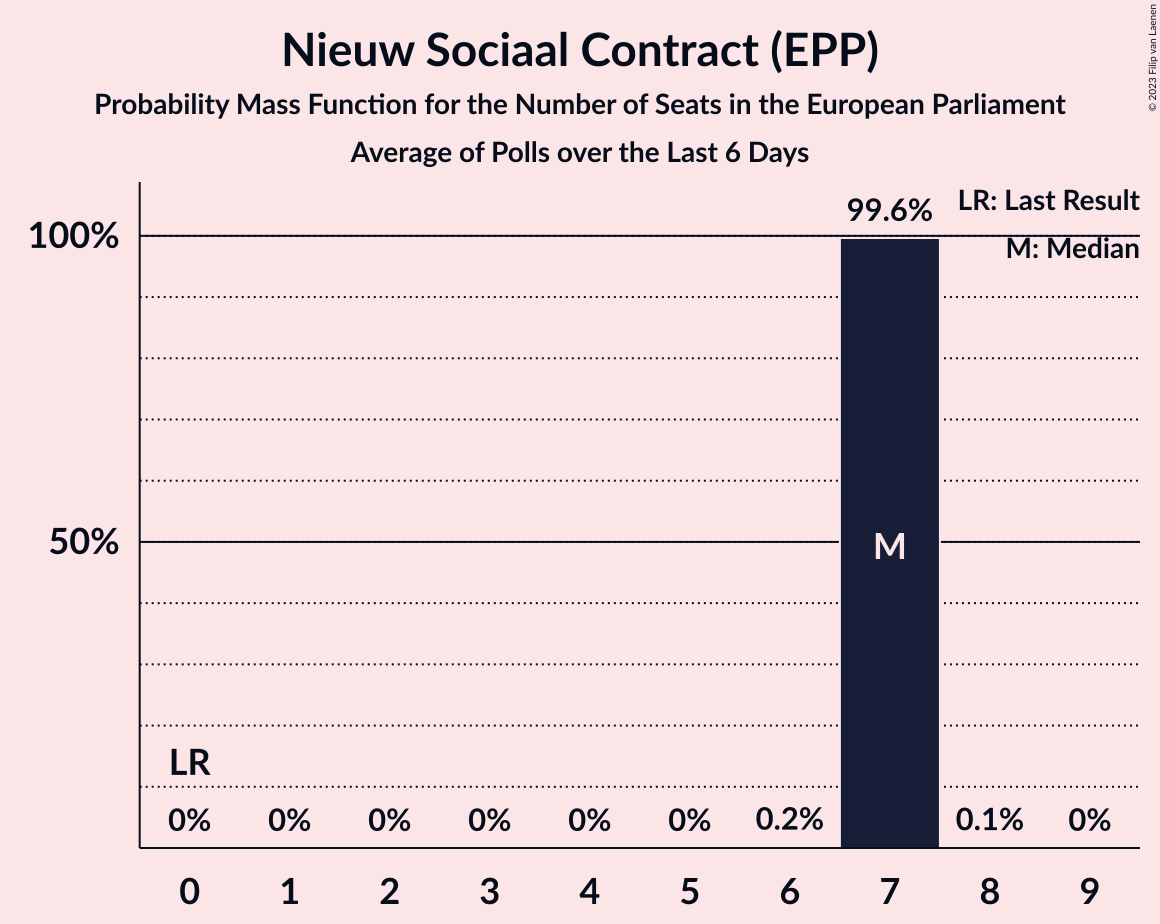 Nieuw Sociaal Contract (EPP)
Probability Mass Function for the Number of Seats in the European Parliament
Average of Polls over the Last 6 Days
© 2023 Filip van Laenen
LR: Last Result
M: Median
99.6%
100%
50%
M
LR
0% 0% 0% 0% 0% 0% 0.2% 0.1% 0%
0 1 2 3 4 5 6 7 8 9